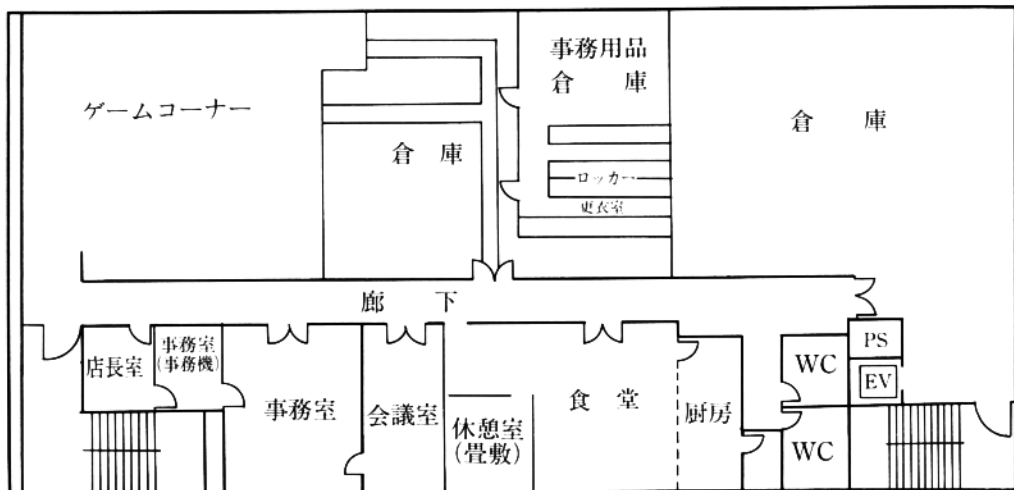 事務用品
倉 庫
ゲームコーナー
倉 庫
倉 庫
ロッカー
更衣室
廊 下
店長室
事務室
(事務機)
事務室
会議室
休憩室
(畳敷)
食 堂
厨房
WC
PS
EV
WC